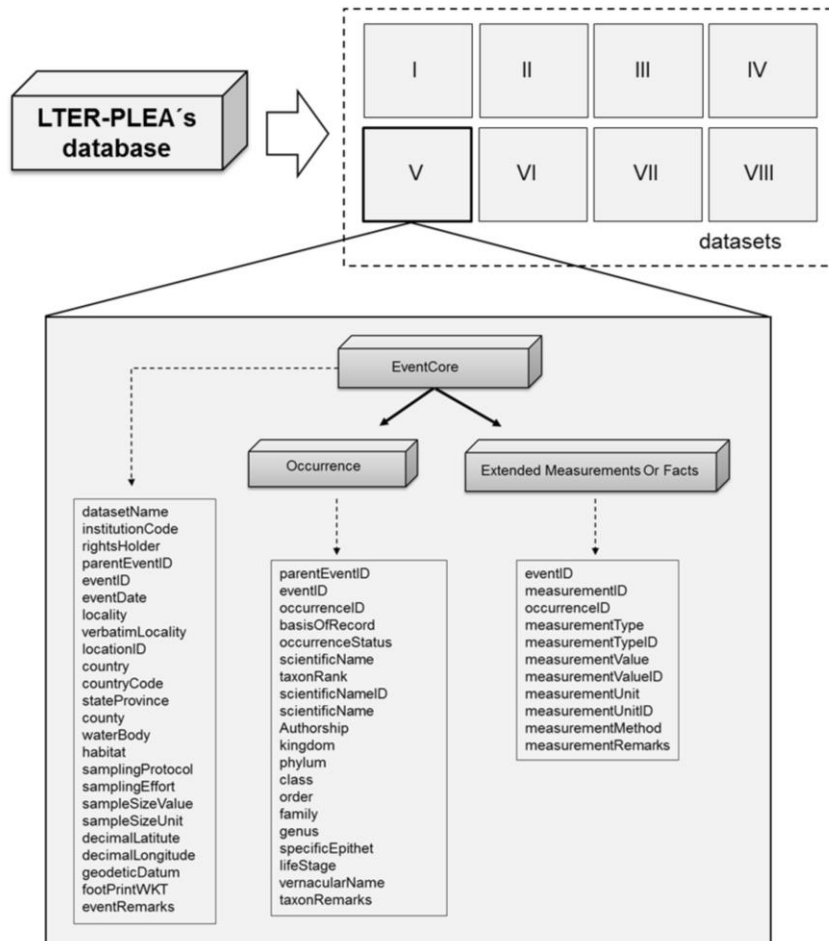 LTER-PLEA´s
database
I
II
III
IV
V
VI
VII
VIII
datasets
EventCore
Occurrence
Extended Measurements Or Facts
datasetName
institutionCode
rightsHolder
parentEventID
eventID
eventDate
locality
verbatimLocality
locationID
country
countryCode
stateProvince
county
waterBody
habitat
samplingProtocol
samplingEffort
sampleSizeValue
sampleSizeUnit
decimalLatitute
decimalLongitude
geodeticDatum
footPrintWKT
eventRemarks
parentEventID
eventID
occurrenceID
basisOfRecord
occurrenceStatus
scientificName
taxonRank
scientificNameID
scientificName
Authorship
kingdom
phylum
class
order
family
genus
specificEpithet
lifeStage
vernacularName
taxonRemarks
eventID
measurementID
occurrenceID
measurementType
measurementTypeID
measurementValue
measurementValueID
measurementUnit
measurementUnitID
measurementMethod
measurementRemarks